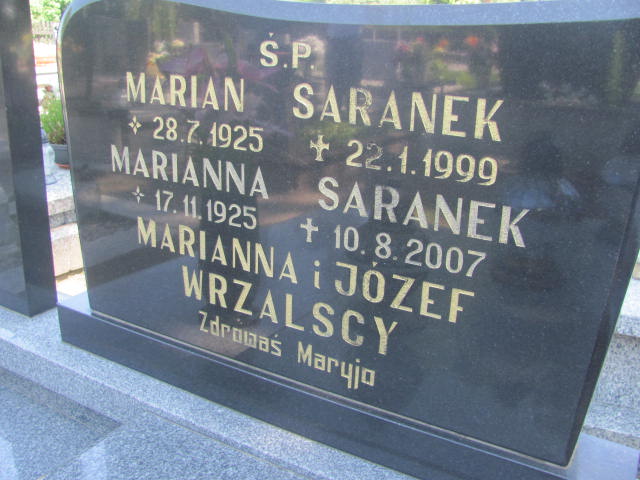 Ś.P.
MARIAN SARANEK
28.7.1925 22.1.1999
MARIANNA SARANEK
17.11.1925 10.8.2007
MARIANNA i JÓZEF
WRZALSCY
Zdrowaś Maryjo